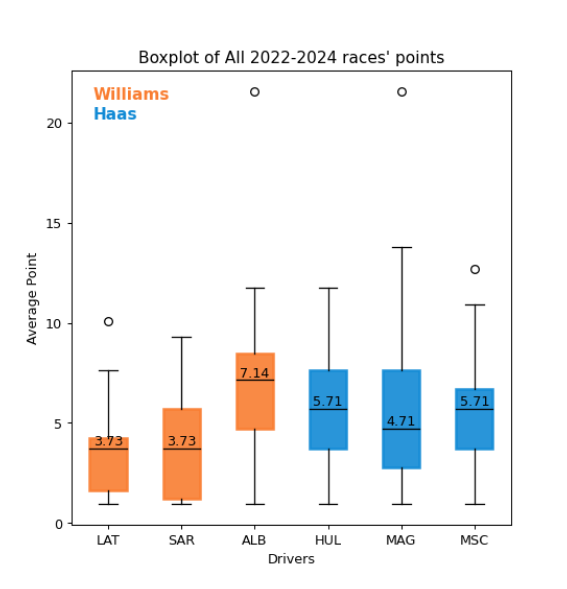 Boxplot of All 2022-2024 races' points
Williams
Haas
20
15
10
5
0
Average Point
3.73
3.73
7.14
5.71
4.71
5.71
LAT SAR ALB HUL MAG MSC
Drivers